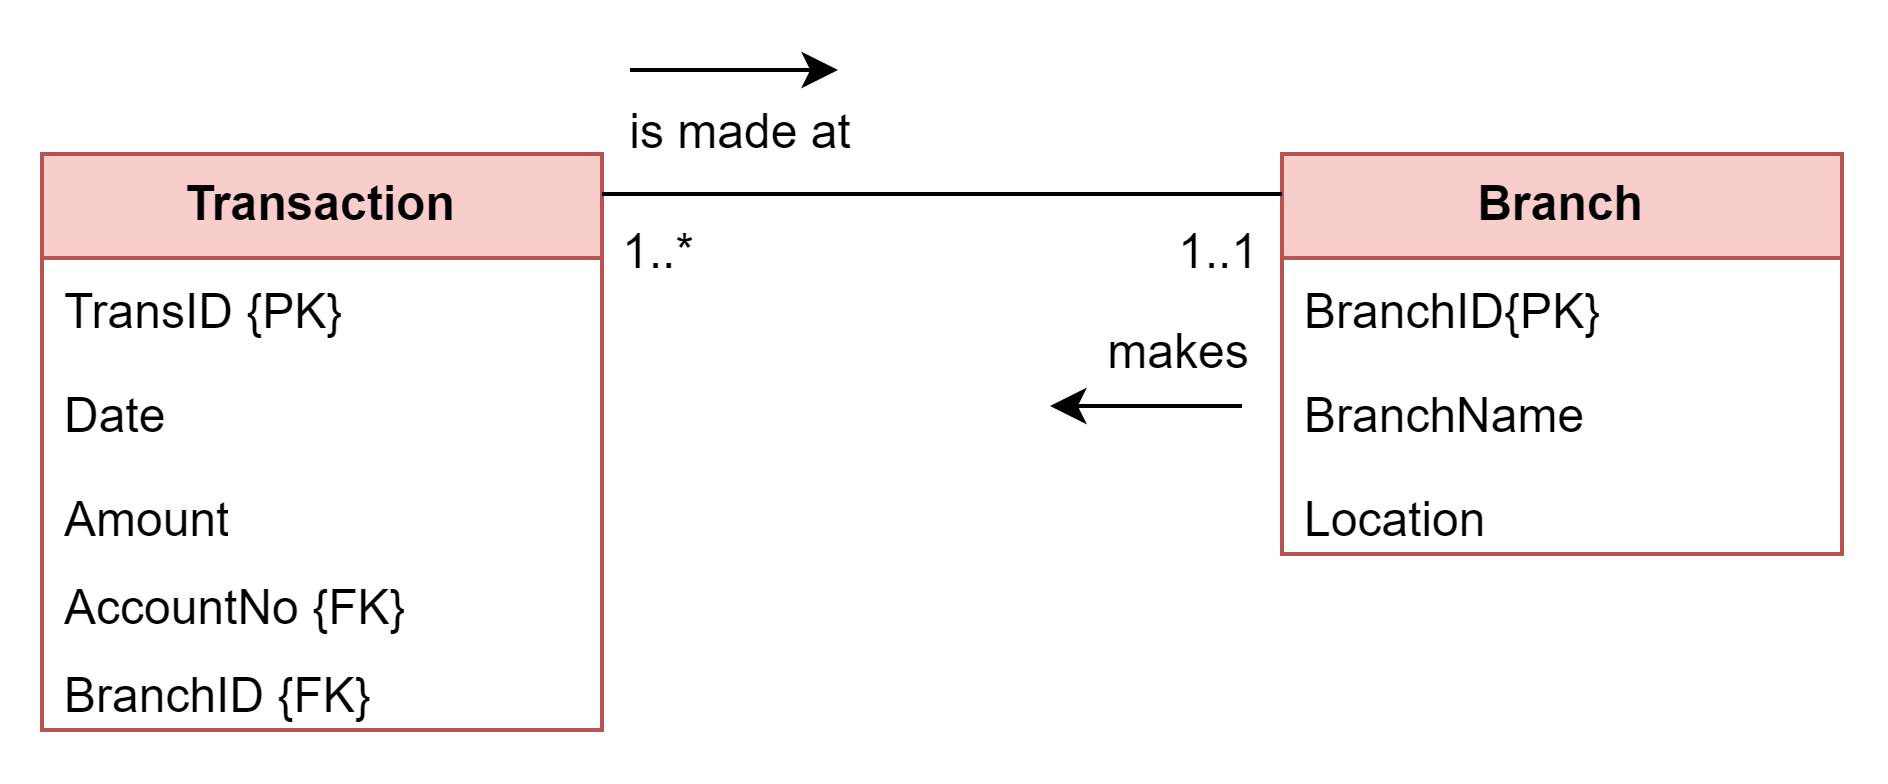 is made at
Transaction
1..*
1..1
Branch
TransID {PK}
Date
Amount
AccountNo {FK}
BranchID {FK}
makes
BranchID{PK}
BranchName
Location